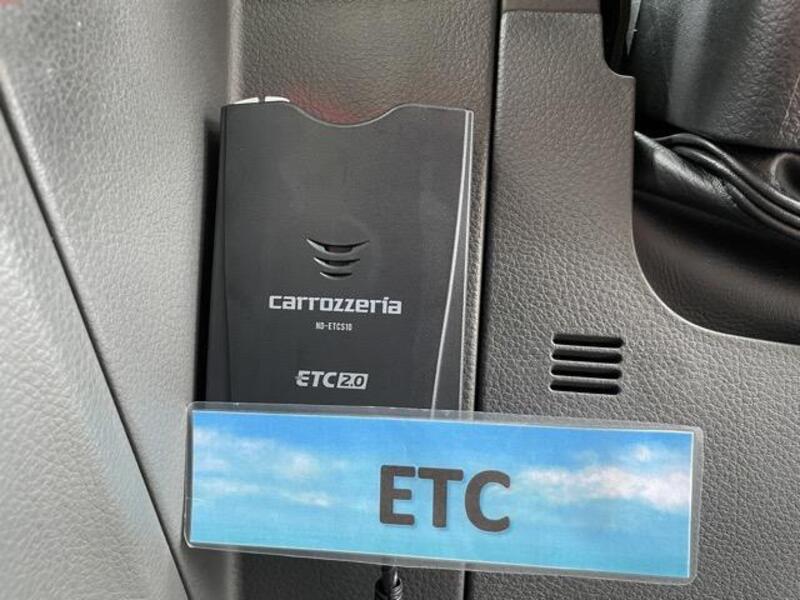 carrozzeria
ND-ETCS10
ETC2.0
ETC